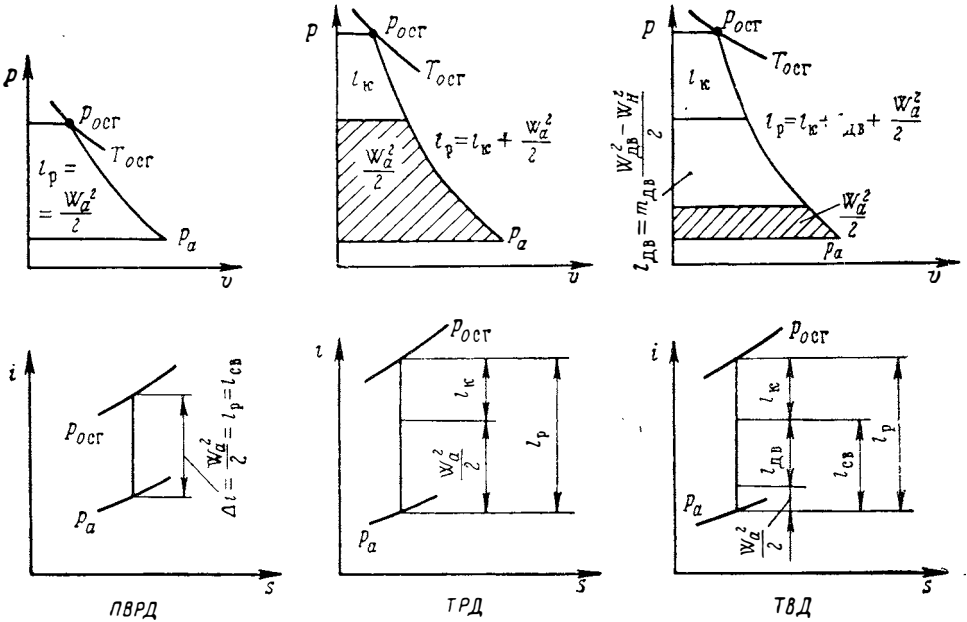 p
p_ОСГ
T_ОСГ
l_р =
= W_a²/2
p_a
v
p
p_ОСГ
T_ОСГ
l_к
l_р = l_к + W_a²/2
W_a²/2
p_a
v
p
p_ОСГ
T_ОСГ
l_к
l_р = l_к + дв + W_a²/2
l_ДВ = m_ДВ (W_ДВ² − W_Н²)/2
W_a²/2
p_a
v
i
p_ОСГ
p_a
Δi = W_a²/2 = l_р = l_СВ
s
ПВРД
i
p_ОСГ
l_к
W_a²/2
l_р
p_a
s
ТРД
i
p_ОСГ
l_к
l_ДВ
l_СВ
l_р
p_a
W_a²/2
s
ТВД